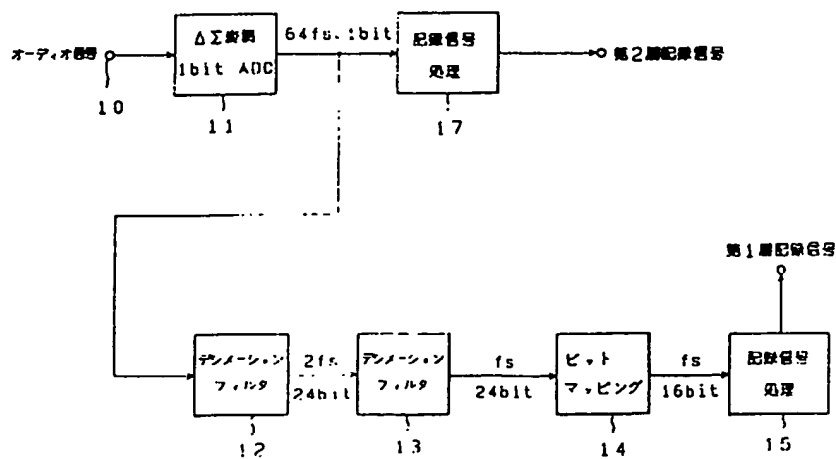 オーディオ信号
10
ΔΣ変調
1bit ADC
11
64fs.1bit
記録信号
処理
17
第2層記録信号
第1層記録信号
デシメーション
フィルタ
12
2fs
24bit
デシメーション
フィルタ
13
fs
24bit
ビット
マッピング
14
fs
16bit
記録信号
処理
15